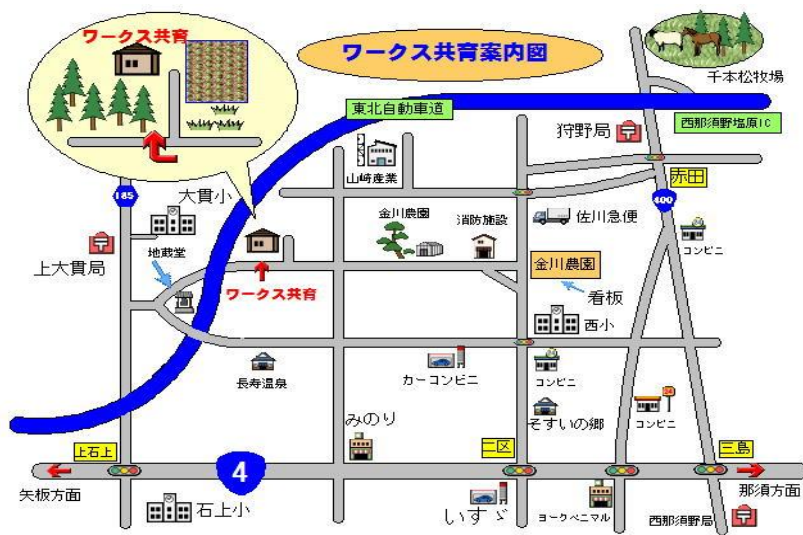 ワークス共育
ワークス共育案内図
千本松牧場
東北自動車道
西那須野塩原IC
狩野局
山崎産業
赤田
185
大貫小
400
金川農園
消防施設
佐川急便
コンビニ
上大貫局
地蔵堂
金川農園
ワークス共育
看板
西小
長寿温泉
カーコンビニ
コンビニ
みのり
そすいの郷
コンビニ
上石上
二区
三島
4
矢板方面
那須方面
石上小
いすゞ
ヨークベニマル
西那須野局